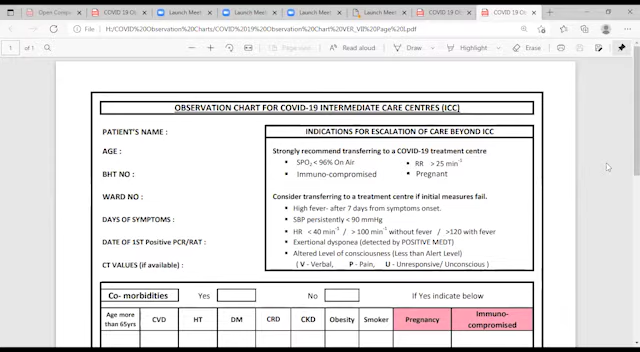 Open Compu
COVID 19 O
Launch Meet
Launch Meet
Launch Meet
Launch Meet
COVID 19 Ob
COVID 19 O
File | H:/COVID%20Observation%20Charts/COVID%2019%20Observation%20Chart%20VER_VII%20Page%20I.pdf
1 of 1
Page view | Read aloud | Draw | Highlight | Erase
OBSERVATION CHART FOR COVID-19 INTERMEDIATE CARE CENTRES (ICC)
PATIENT'S NAME :
AGE :
BHT NO :
WARD NO :
DAYS OF SYMPTOMS :
DATE OF 1ST Positive PCR/RAT :
CT VALUES (if available) :
INDICATIONS FOR ESCALATION OF CARE BEYOND ICC
Strongly recommend transferring to a COVID-19 treatment centre
▪ SPO₂ < 96% On Air ▪ RR > 25 min⁻¹
▪ Immuno-compromised ▪ Pregnant
Consider transferring to a treatment centre if initial measures fail.
▪ High fever- after 7 days from symptoms onset.
▪ SBP persistently < 90 mmHg
▪ HR < 40 min⁻¹ / > 100 min⁻¹ without fever / >120 with fever
▪ Exertional dysponea (detected by POSITIVE MEDT)
▪ Altered Level of consciousness (Less than Alert Level)
( V - Verbal, P - Pain, U - Unresponsive/ Unconscious )
Co- morbidities Yes No If Yes indicate below
Age more than 65yrs CVD HT DM CRD CKD Obesity Smoker Pregnancy Immuno-compromised